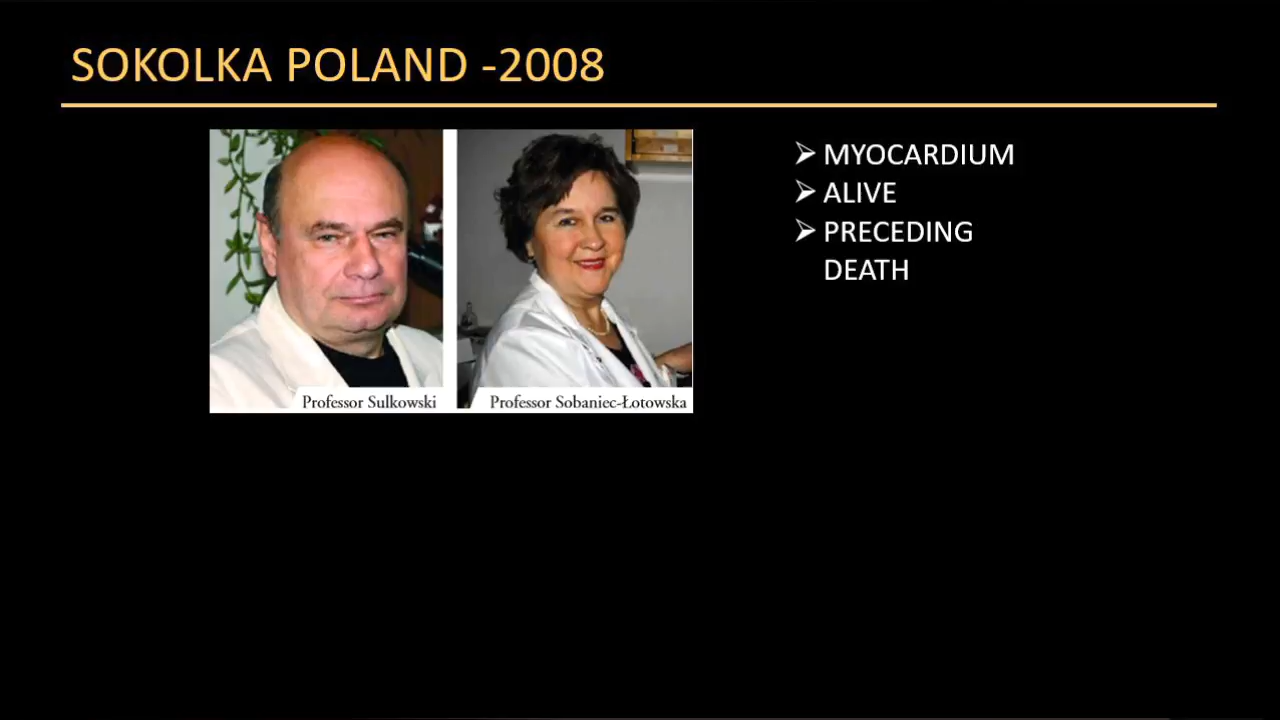 SOKOLKA POLAND -2008
Professor Sulkowski
Professor Sobaniec-Łotowska
MYOCARDIUM
ALIVE
PRECEDING
DEATH